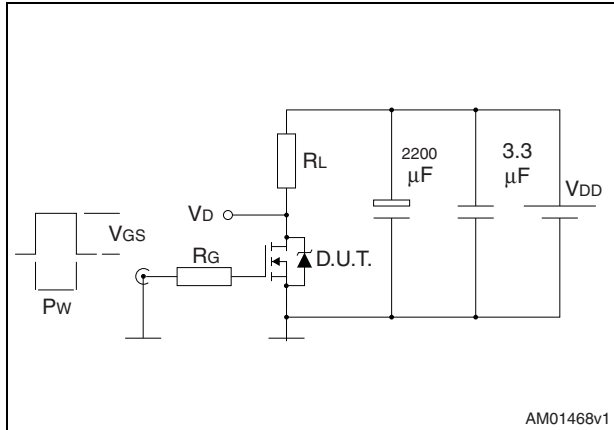 RL
2200
μF
3.3
μF
VDD
VD
VGS
RG
D.U.T.
PW
AM01468v1